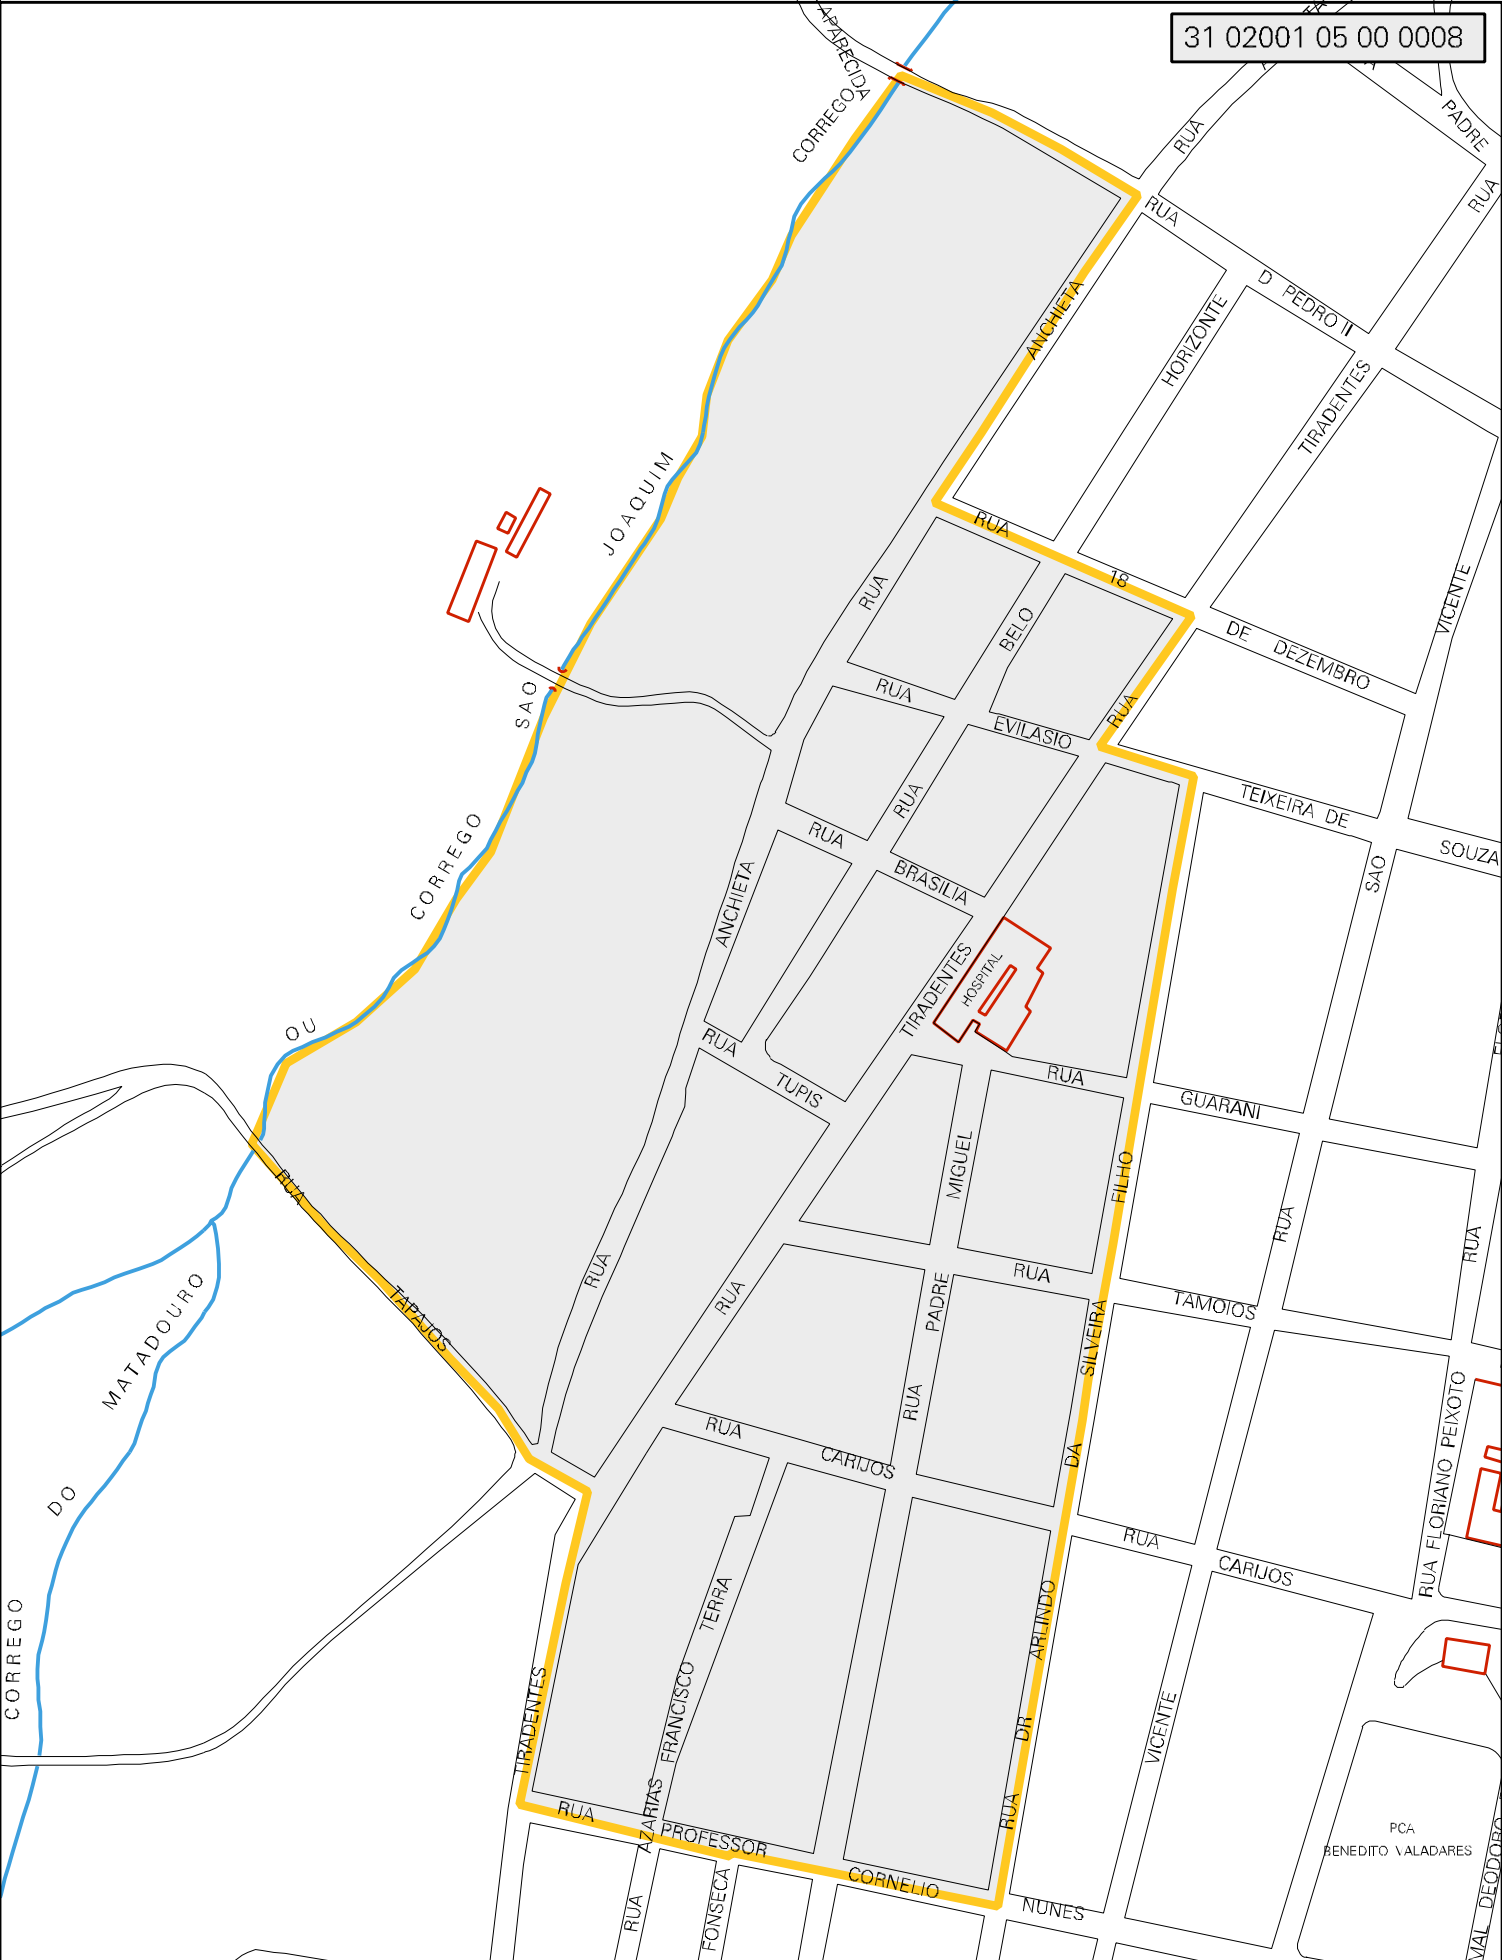 31 02001 05 00 0008
APARECIDA
CORREGO
RUA
PADRE
RUA
RUA
D PEDRO II
ANCHIETA
HORIZONTE
TIRADENTES
JOAQUIM
RUA
18
DE DEZEMBRO
VICENTE
RUA
BELO
SAO
RUA
EVILASIO
RUA
TEIXEIRA DE
SOUZA
CORREGO
RUA
RUA
BRASILIA
SAO
ANCHIETA
TIRADENTES
HOSPITAL
OU
RUA
TUPIS
RUA
GUARANI
MIGUEL
FILHO
RUA
RUA
RUA
RUA
RUA
RUA
TAMOIOS
MATADOURO
TAPAJOS
PADRE
SILVEIRA
RUA
RUA
CARIJOS
DA
RUA FLORIANO PEIXOTO
DO
RUA
CARIJOS
CORREGO
TERRA
ARLINDO
TIRADENTES
FRANCISCO
DR
VICENTE
AZARIAS
RUA
PROFESSOR
RUA
PCA
BENEDITO VALADARES
CORNELIO
NUNES
RUA
FONSECA
MAL DEODORO